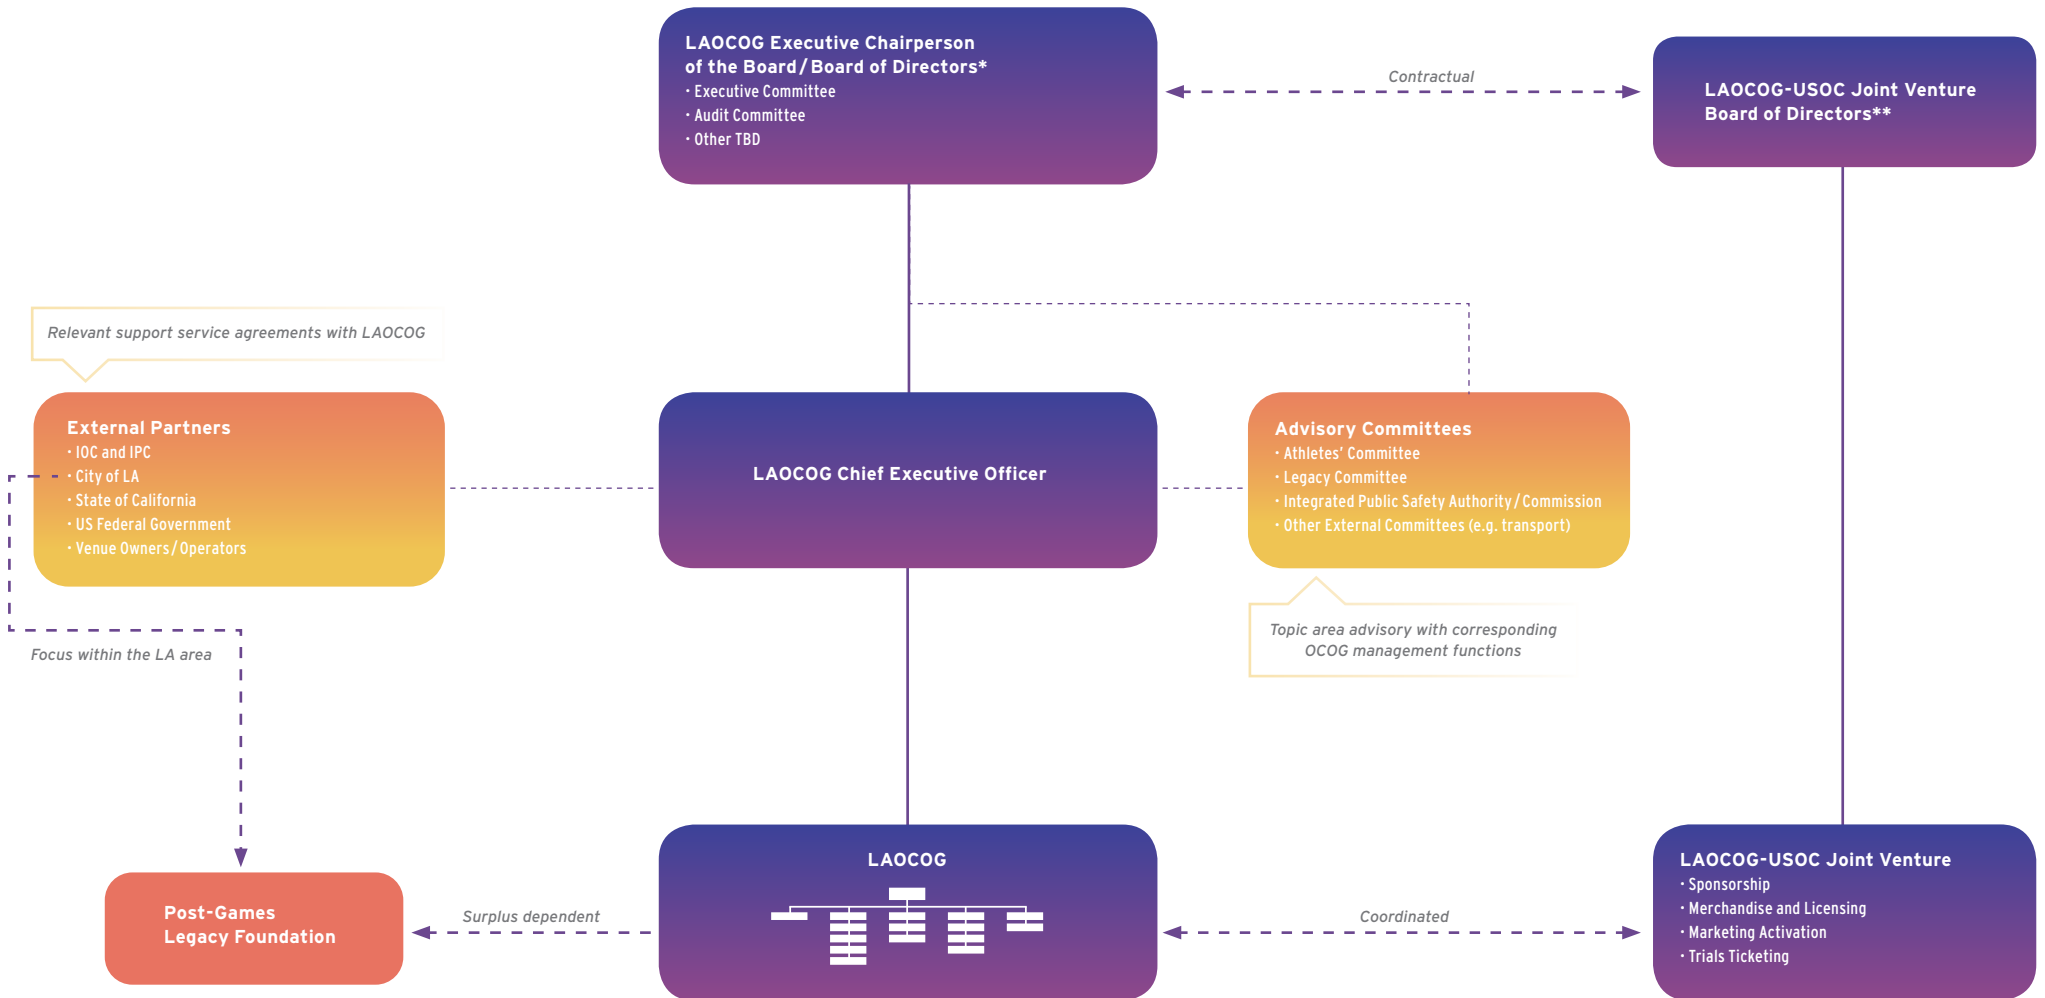 LAOCOG Executive Chairperson
of the Board/Board of Directors*
· Executive Committee
· Audit Committee
· Other TBD
Contractual
LAOCOG-USOC Joint Venture
Board of Directors**
Relevant support service agreements with LAOCOG
External Partners
· IOC and IPC
· City of LA
· State of California
· US Federal Government
· Venue Owners/Operators
LAOCOG Chief Executive Officer
Advisory Committees
· Athletes’ Committee
· Legacy Committee
· Integrated Public Safety Authority/Commission
· Other External Committees (e.g. transport)
Focus within the LA area
Topic area advisory with corresponding
OCOG management functions
Post-Games
Legacy Foundation
Surplus dependent
LAOCOG
Coordinated
LAOCOG-USOC Joint Venture
· Sponsorship
· Merchandise and Licensing
· Marketing Activation
· Trials Ticketing